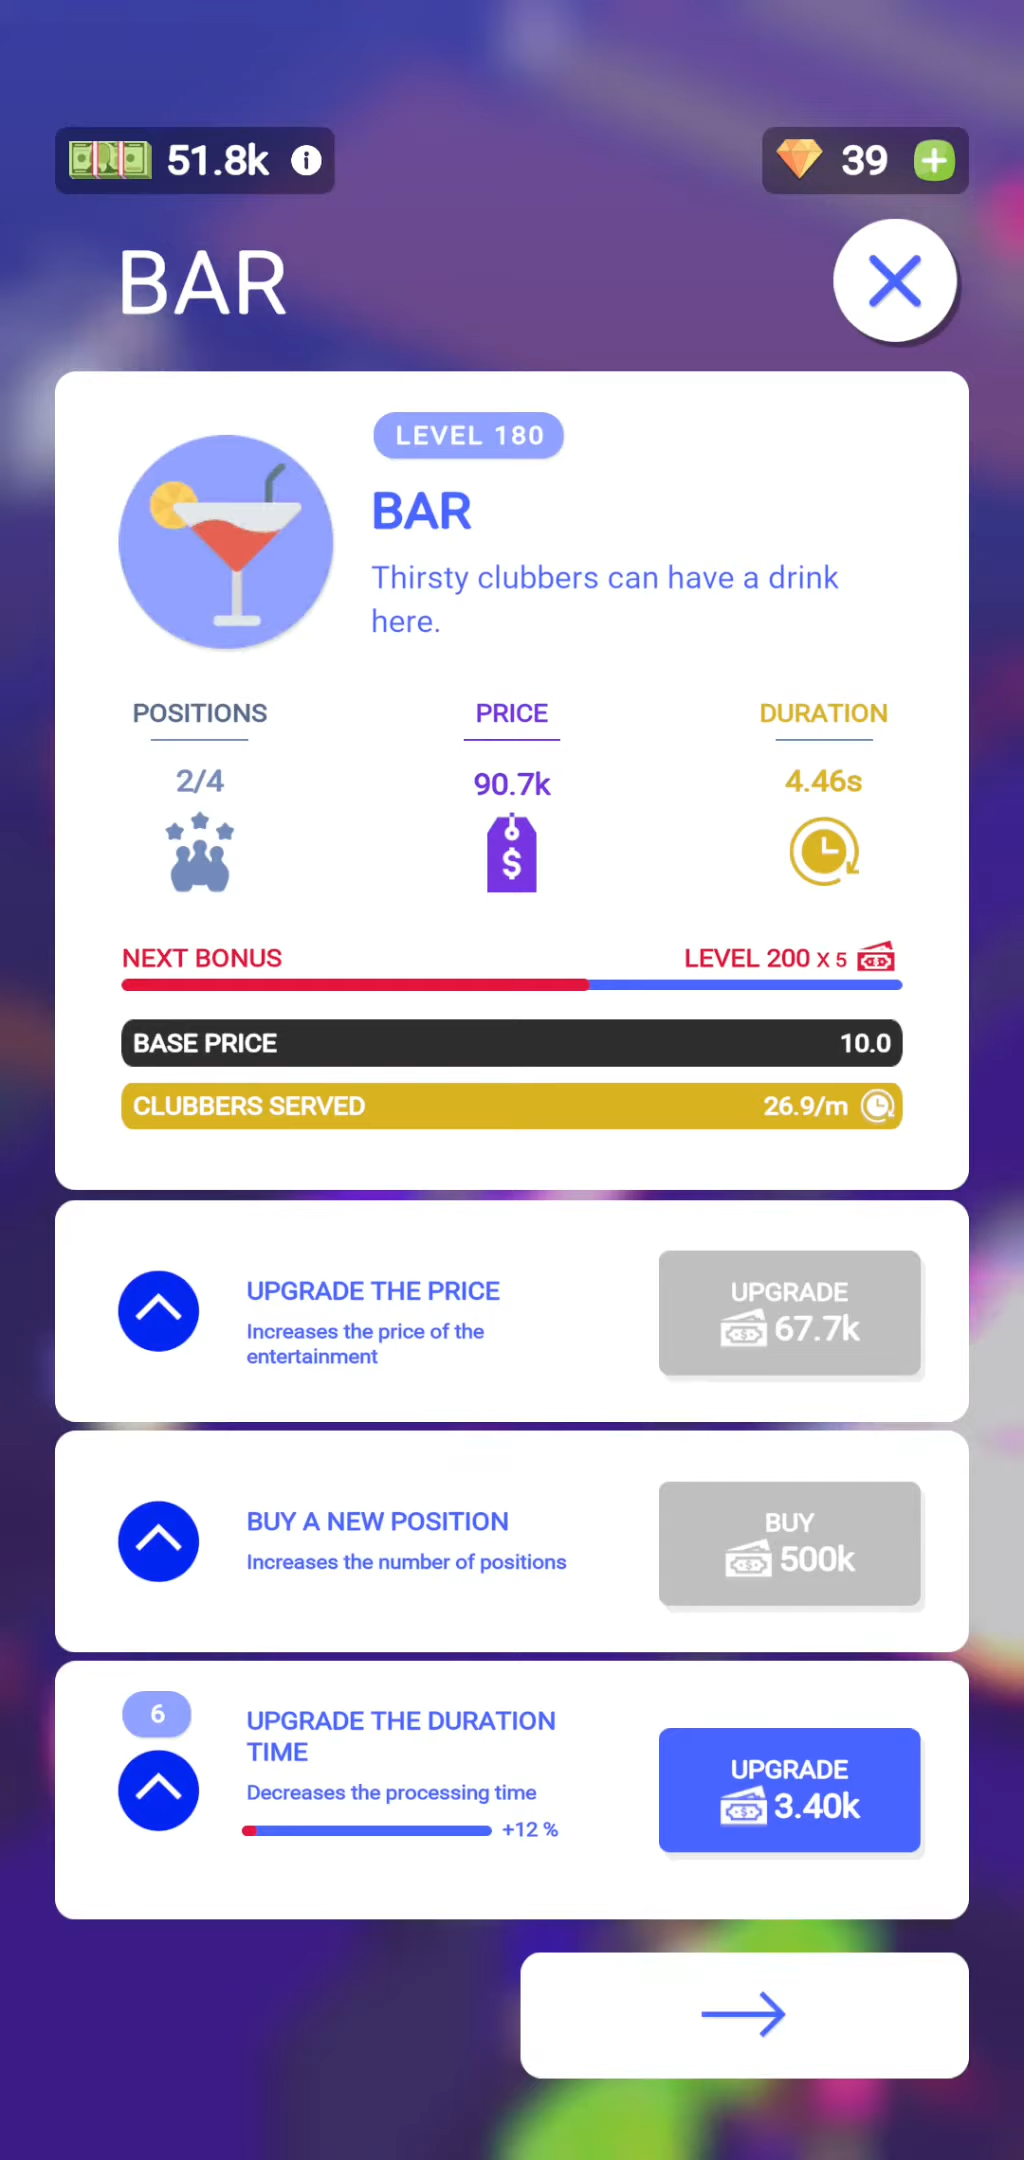 51.8k
39
BAR
LEVEL 180
BAR
Thirsty clubbers can have a drink
here.
POSITIONS
PRICE
DURATION
2/4
90.7k
4.46s
NEXT BONUS
LEVEL 200 X 5
BASE PRICE
10.0
CLUBBERS SERVED
26.9/m
UPGRADE THE PRICE
Increases the price of the
entertainment
UPGRADE
67.7k
BUY A NEW POSITION
Increases the number of positions
BUY
500k
6
UPGRADE THE DURATION
TIME
Decreases the processing time
+12 %
UPGRADE
3.40k